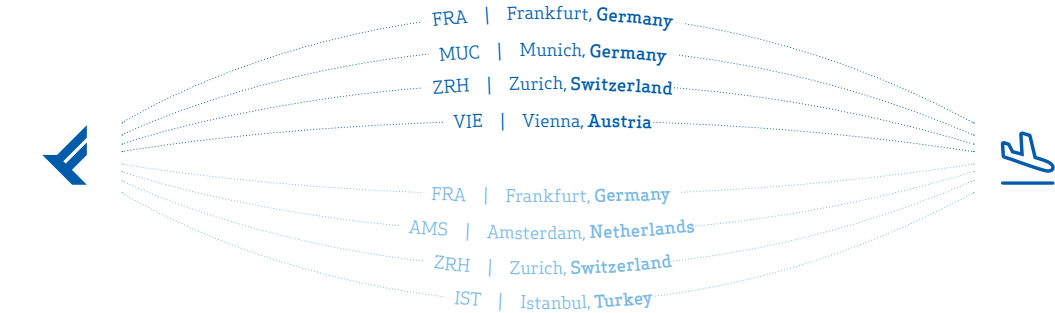 FRA | Frankfurt, Germany
MUC | Munich, Germany
ZRH | Zurich, Switzerland
VIE | Vienna, Austria
FRA | Frankfurt, Germany
AMS | Amsterdam, Netherlands
ZRH | Zurich, Switzerland
IST | Istanbul, Turkey